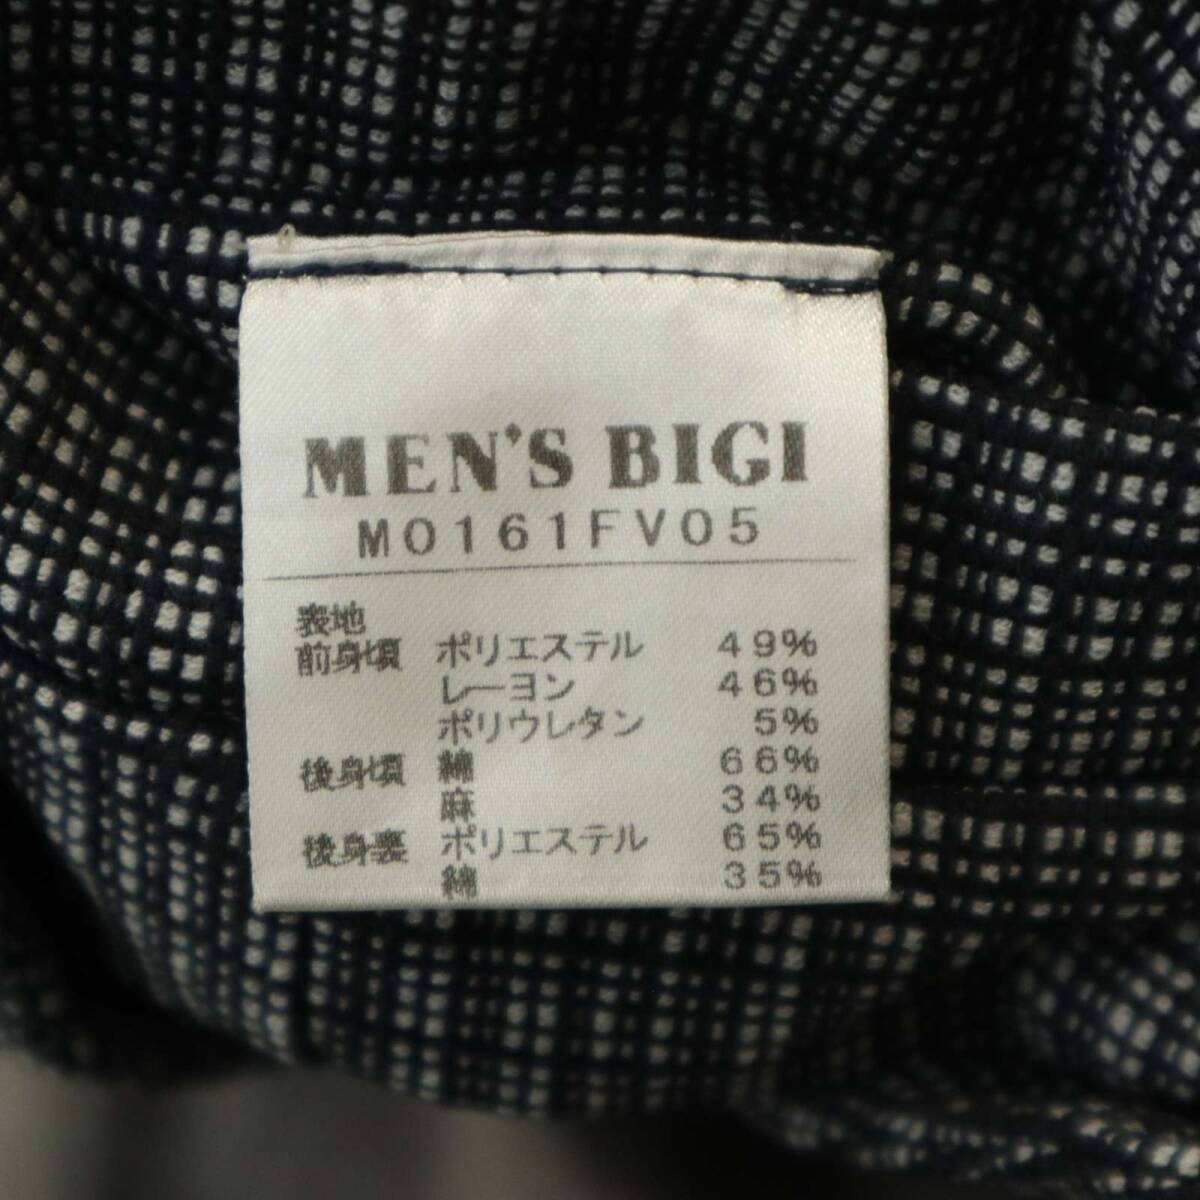 MEN'S BIGI
M0161FV05
表地
前身頃 ポリエステル 49%
レーヨン 46%
ポリウレタン 5%
後身頃 綿 66%
麻 34%
後身裏 ポリエステル 65%
綿 35%